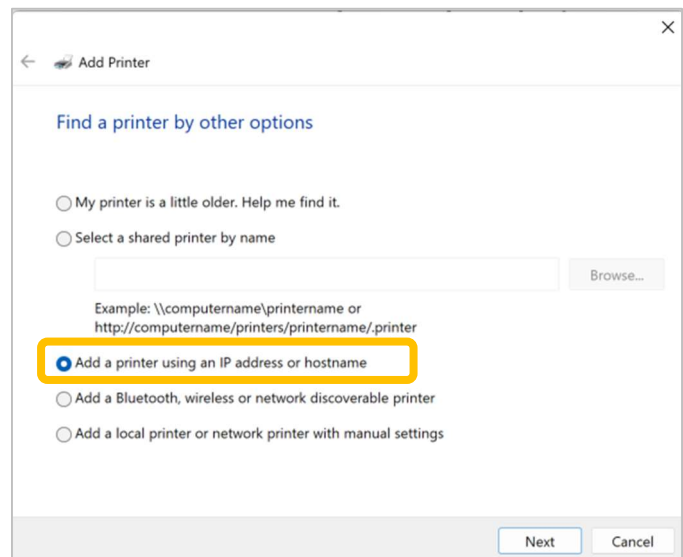 Add Printer
Find a printer by other options
My printer is a little older. Help me find it.
Select a shared printer by name
Browse...
Example: \\computername\printername or
http://computername/printers/printername/.printer
Add a printer using an IP address or hostname
Add a Bluetooth, wireless or network discoverable printer
Add a local printer or network printer with manual settings
Next
Cancel